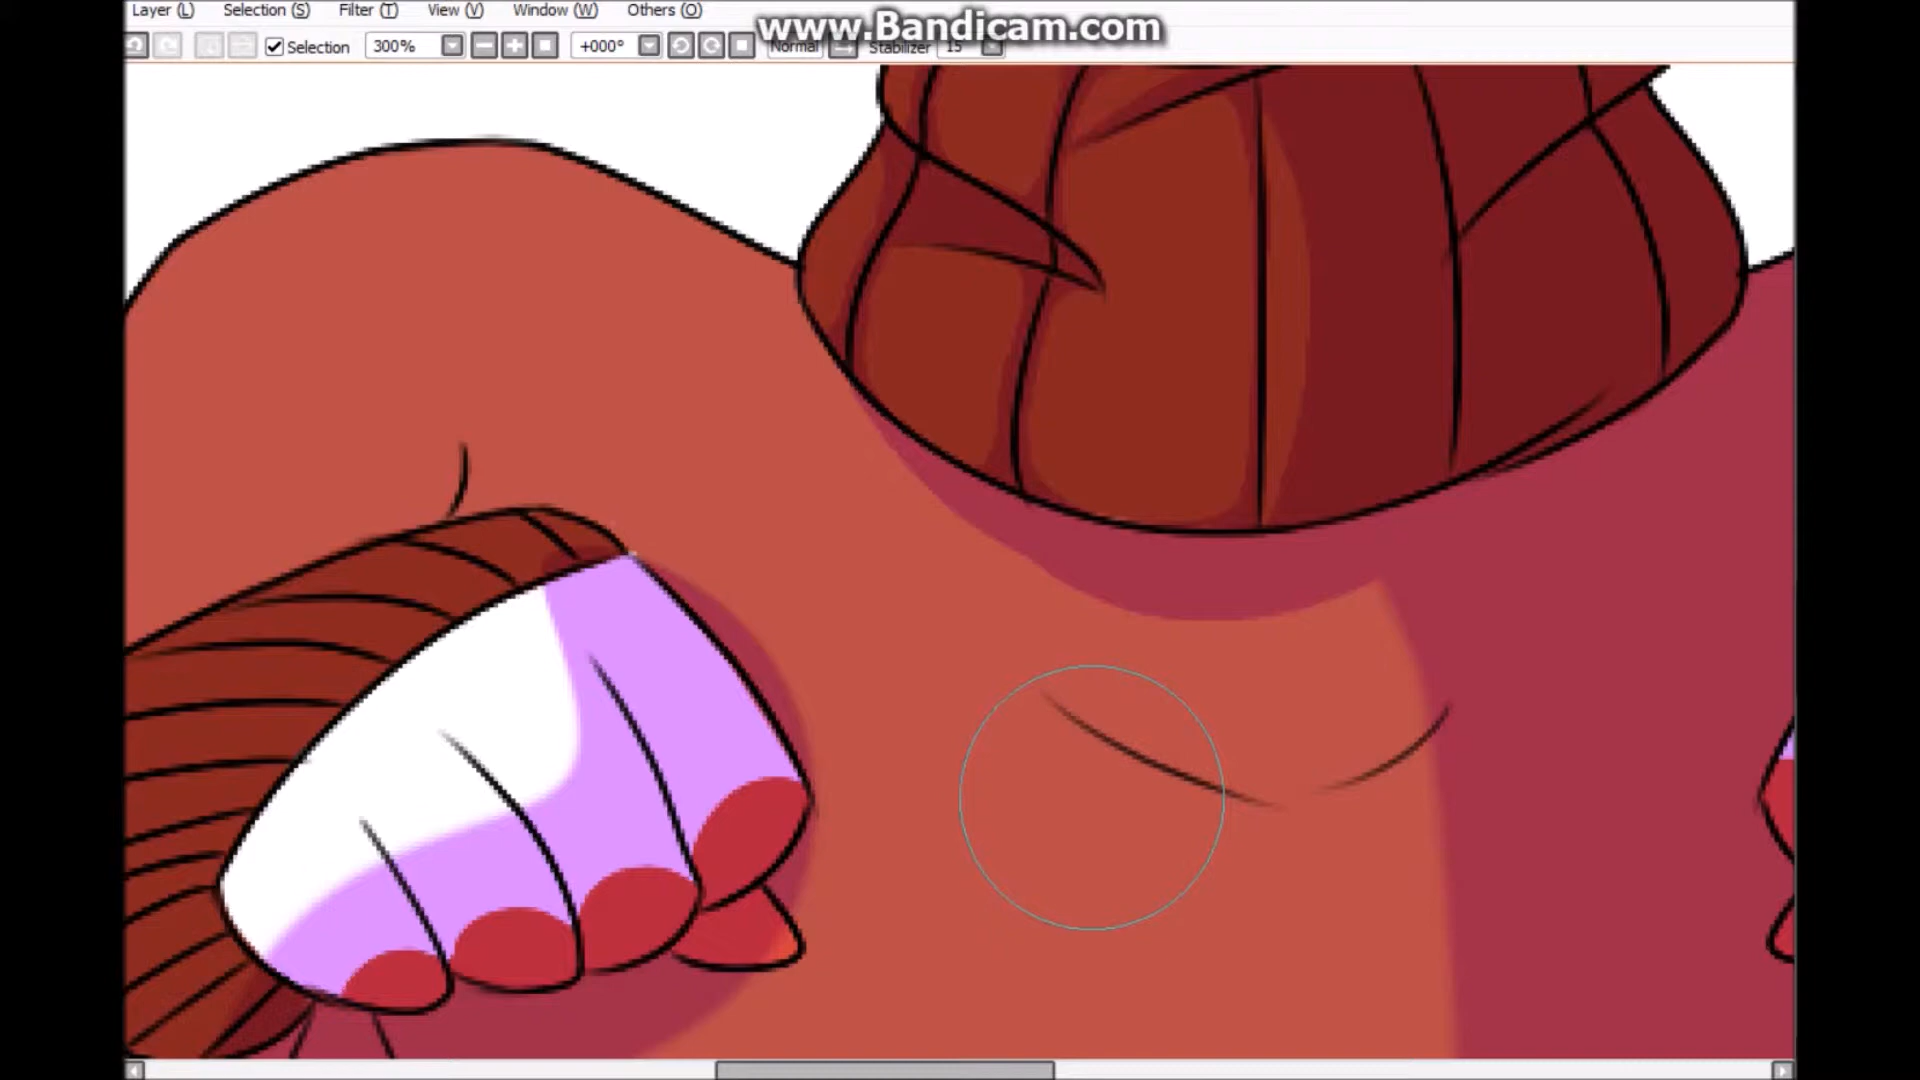 Layer (L) Selection (S) Filter (T) View (V) Window (W) Others (O)
www.Bandicam.com
Selection 300% +000° Normal Stabilizer 15